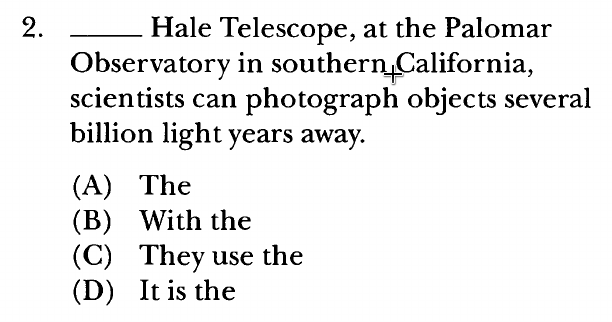 2. _____ Hale Telescope, at the Palomar
Observatory in southern California,
scientists can photograph objects several
billion light years away.
(A) The
(B) With the
(C) They use the
(D) It is the